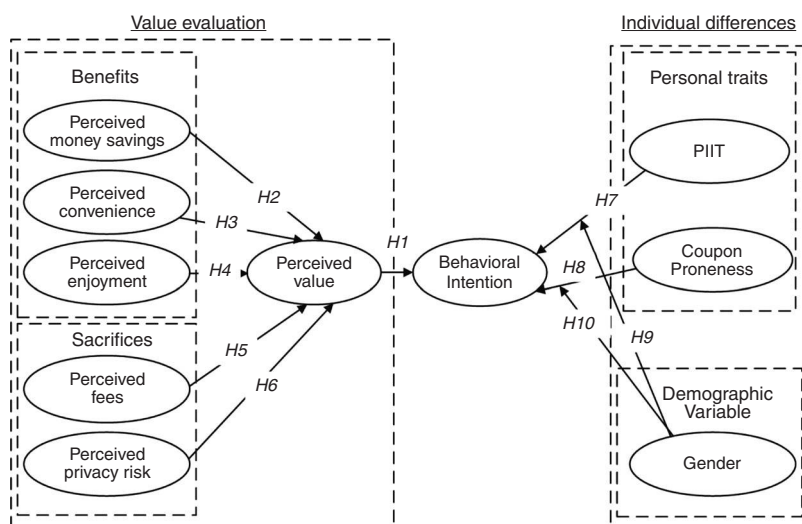 Value evaluation
Individual differences
Benefits
Perceived
money savings
Perceived
convenience
Perceived
enjoyment
Sacrifices
Perceived
fees
Perceived
privacy risk
H2
H3
H4
H5
H6
Perceived
value
H1
Behavioral
Intention
H7
H8
H10
H9
Personal traits
PIIT
Coupon
Proneness
Demographic
Variable
Gender